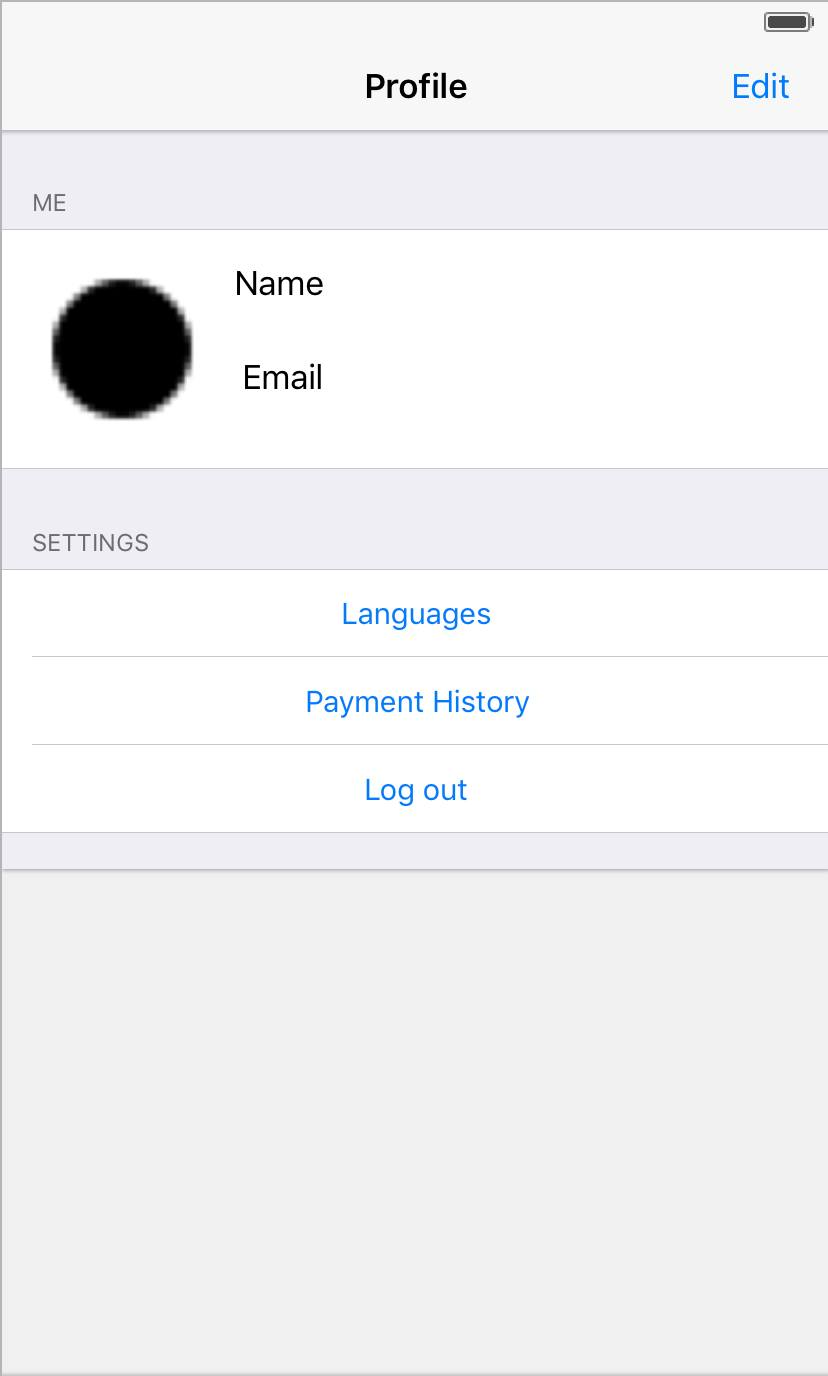 Profile
Edit
ME
Name
Email
SETTINGS
Languages
Payment History
Log out